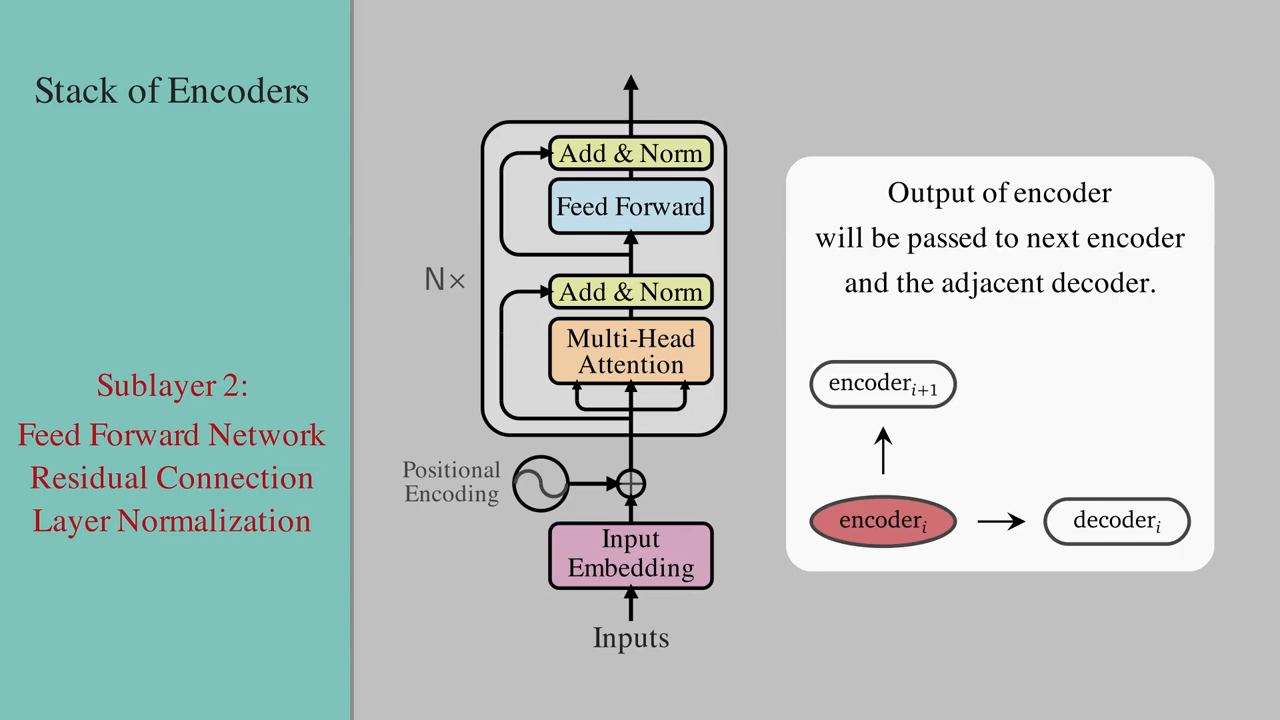 Stack of Encoders
Sublayer 2:
Feed Forward Network
Residual Connection
Layer Normalization
Add & Norm
Feed Forward
N×
Add & Norm
Multi-Head
Attention
Positional
Encoding
Input
Embedding
Inputs
Output of encoder
will be passed to next encoder
and the adjacent decoder.
encoderᵢ₊₁
encoderᵢ
decoderᵢ